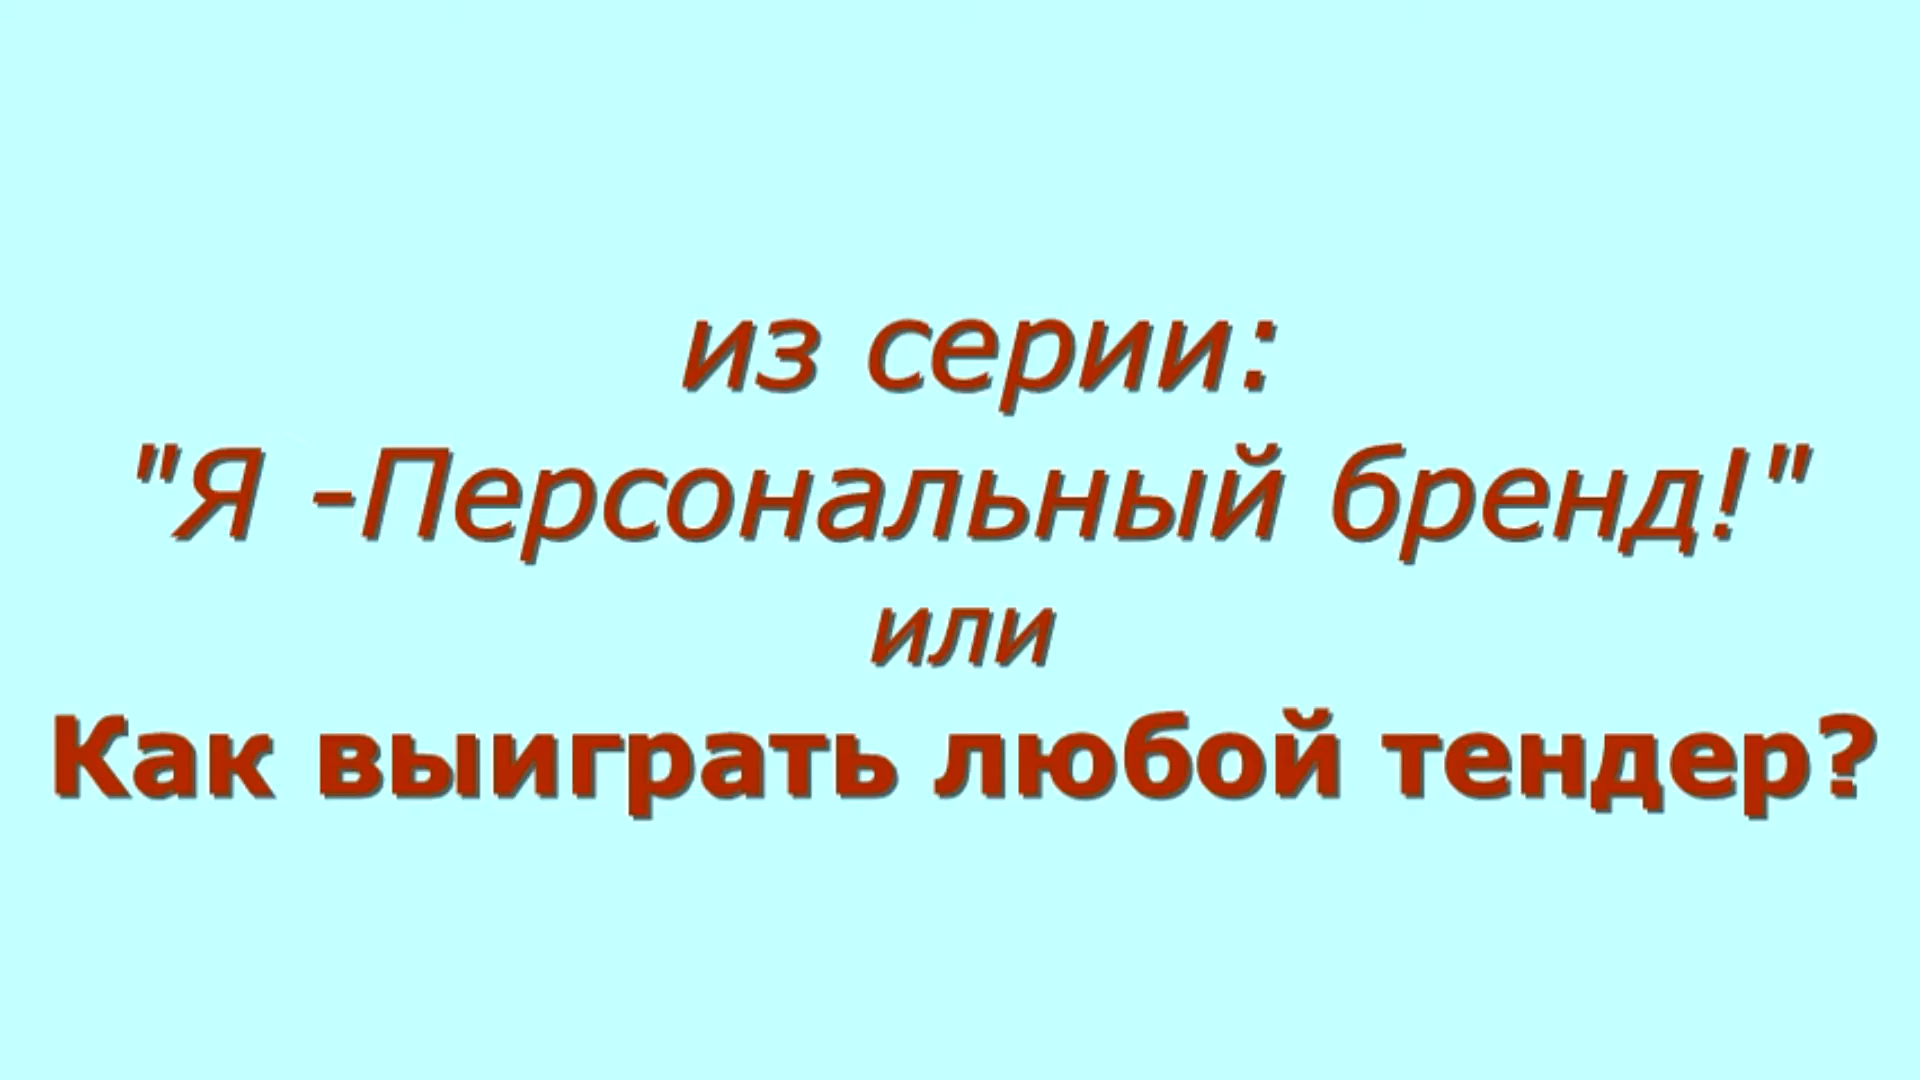 из серии:
"Я -Персональный бренд!"
или
Как выиграть любой тендер?